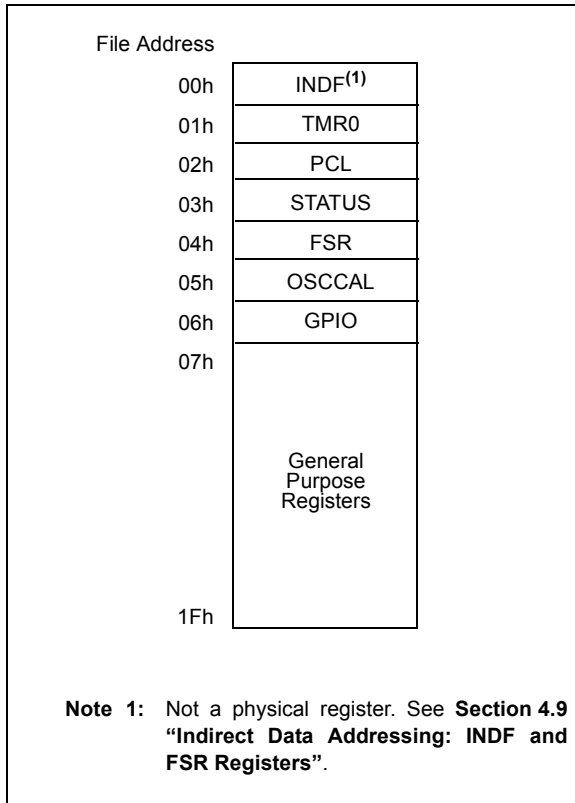 File Address
00h INDF(1)
01h TMR0
02h PCL
03h STATUS
04h FSR
05h OSCCAL
06h GPIO
07h
General
Purpose
Registers
1Fh
Note 1: Not a physical register. See Section 4.9
“Indirect Data Addressing: INDF and
FSR Registers”.